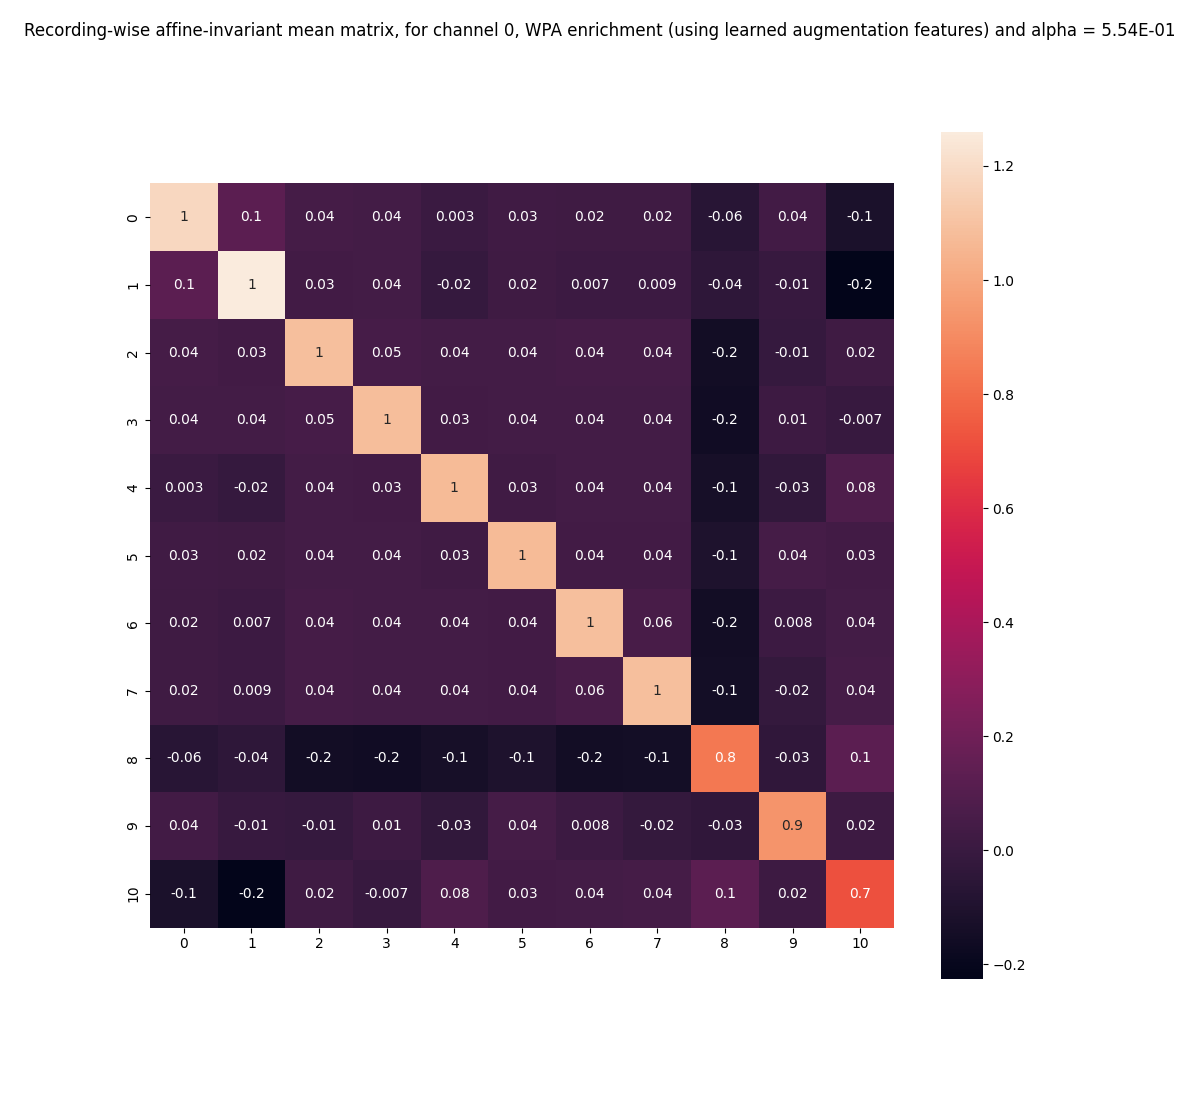 Recording-wise affine-invariant mean matrix, for channel 0, WPA enrichment (using learned augmentation features) and alpha = 5.54E-01
0 1 0.1 0.04 0.04 0.003 0.03 0.02 0.02 -0.06 0.04 -0.1
1 0.1 1 0.03 0.04 -0.02 0.02 0.007 0.009 -0.04 -0.01 -0.2
2 0.04 0.03 1 0.05 0.04 0.04 0.04 0.04 -0.2 -0.01 0.02
3 0.04 0.04 0.05 1 0.03 0.04 0.04 0.04 -0.2 0.01 -0.007
4 0.003 -0.02 0.04 0.03 1 0.03 0.04 0.04 -0.1 -0.03 0.08
5 0.03 0.02 0.04 0.04 0.03 1 0.04 0.04 -0.1 0.04 0.03
6 0.02 0.007 0.04 0.04 0.04 0.04 1 0.06 -0.2 0.008 0.04
7 0.02 0.009 0.04 0.04 0.04 0.04 0.06 1 -0.1 -0.02 0.04
8 -0.06 -0.04 -0.2 -0.2 -0.1 -0.1 -0.2 -0.1 0.8 -0.03 0.1
9 0.04 -0.01 -0.01 0.01 -0.03 0.04 0.008 -0.02 -0.03 0.9 0.02
10 -0.1 -0.2 0.02 -0.007 0.08 0.03 0.04 0.04 0.1 0.02 0.7
0 1 2 3 4 5 6 7 8 9 10
1.2
1.0
0.8
0.6
0.4
0.2
0.0
−0.2